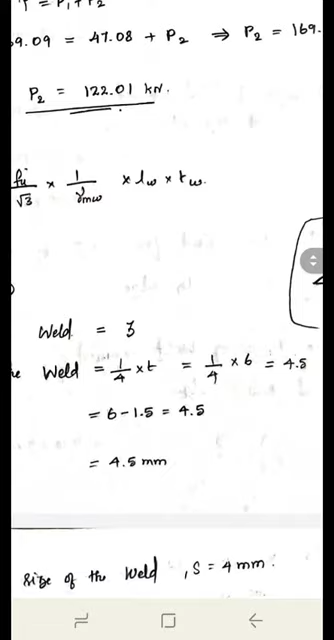 T = P₁ + P₂
69.09 = 47.08 + P₂ ⇒ P₂ = 169.
P₂ = 122.01 kN.
fu/√3 × 1/γmw × lw × tw.
Weld = 3
Weld = 1/4 × t = 1/4 × 6 = 4.5
= 6 - 1.5 = 4.5
= 4.5 mm
Size of the Weld , S = 4 mm.